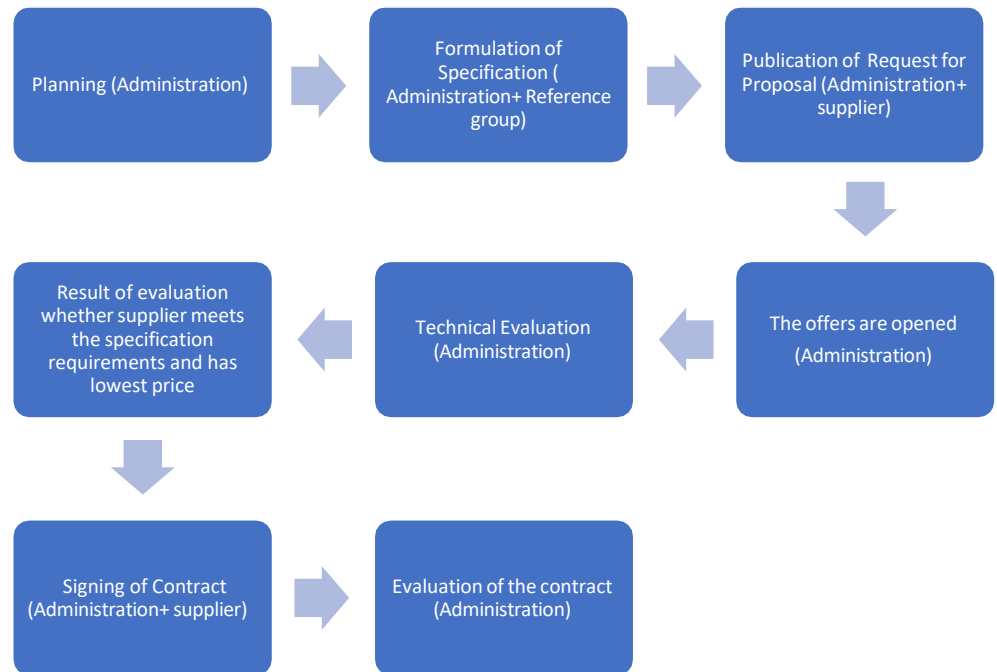 Planning (Administration)
Formulation of
Specification (
Administration+ Reference
group)
Publication of  Request for
Proposal (Administration+
supplier)
The offers are opened
(Administration)
Technical Evaluation
(Administration)
Result of evaluation
whether supplier meets
the specification
requirements and has
lowest price
Signing of Contract
(Administration+ supplier)
Evaluation of the contract
(Administration)